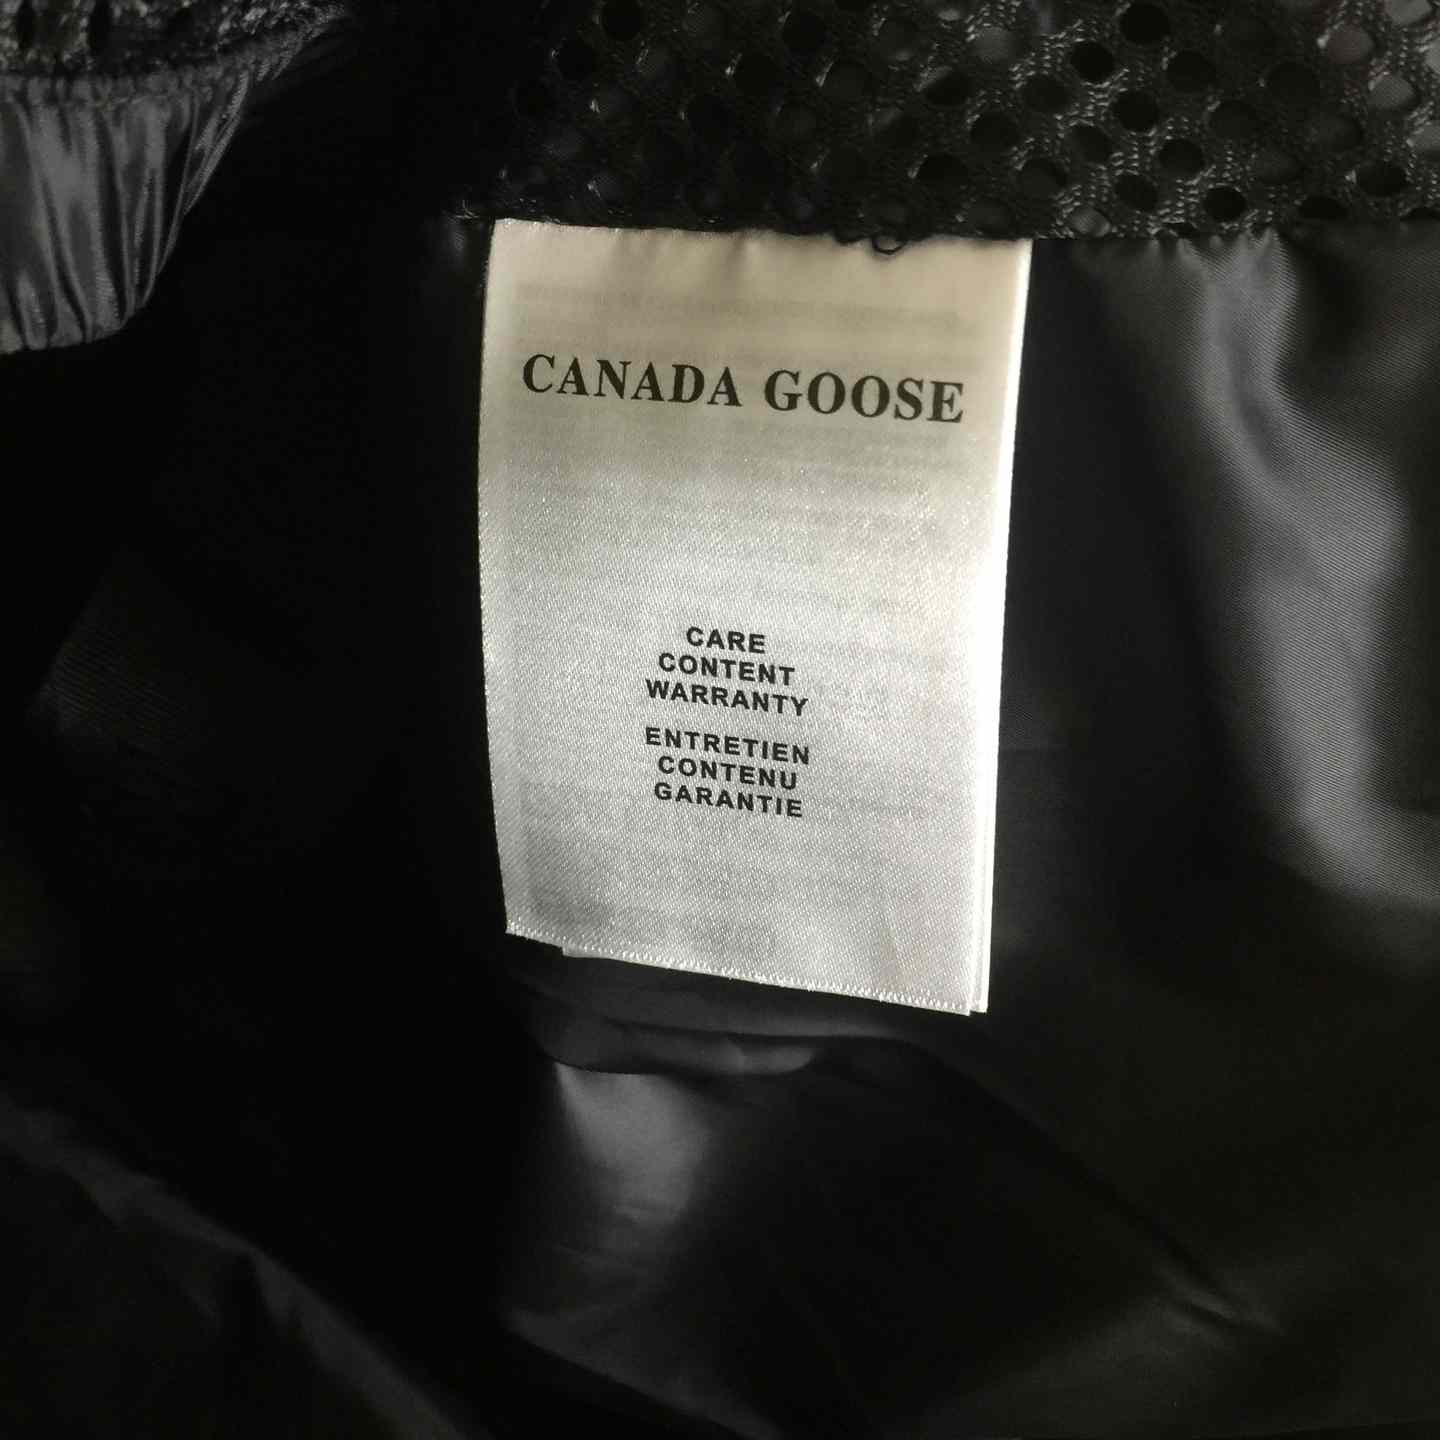 CANADA GOOSE
CARE
CONTENT
WARRANTY
ENTRETIEN
CONTENU
GARANTIE